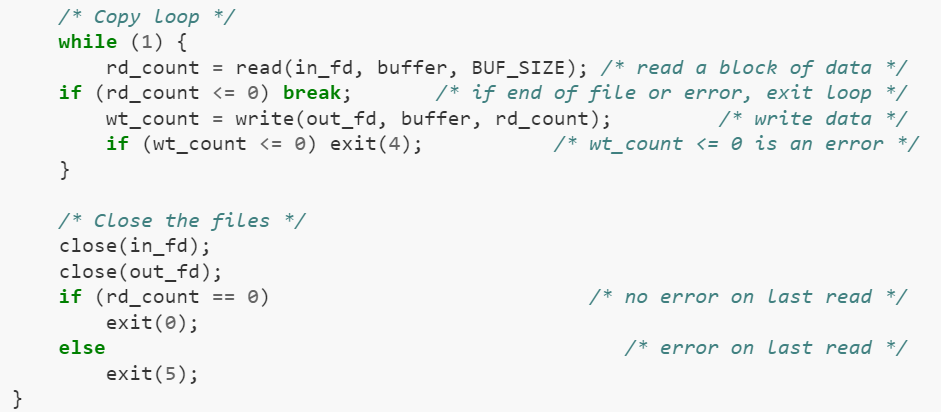 /* Copy loop */
while (1) {
rd_count = read(in_fd, buffer, BUF_SIZE); /* read a block of data */
if (rd_count <= 0) break; /* if end of file or error, exit loop */
wt_count = write(out_fd, buffer, rd_count); /* write data */
if (wt_count <= 0) exit(4); /* wt_count <= 0 is an error */
}
/* Close the files */
close(in_fd);
close(out_fd);
if (rd_count == 0) /* no error on last read */
exit(0);
else /* error on last read */
exit(5);
}